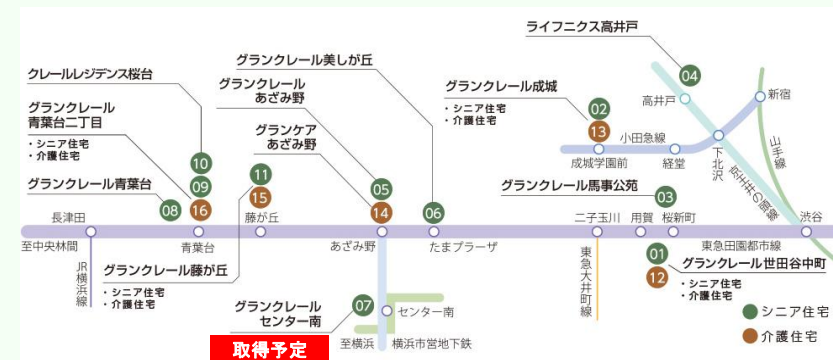 ライフニクス高井戸
04
高井戸
新宿
グランクレール美しが丘
クレールレジデンス桜台
グランクレール
あざみ野
グランクレール成城
・シニア住宅
・介護住宅
02
13
小田急線
成城学園前
経堂
下北沢
京王井の頭線
山手線
グランクレール
青葉台二丁目
・シニア住宅
・介護住宅
グランケア
あざみ野
10
09
16
グランクレール青葉台
08
11
15
05
14
06
グランクレール馬事公苑
03
長津田
至中央林間
青葉台
藤が丘
あざみ野
たまプラーザ
二子玉川
用賀
桜新町
東急田園都市線
渋谷
JR横浜線
グランクレール藤が丘
・シニア住宅
・介護住宅
東急大井町線
01
12
グランクレール世田谷中町
・シニア住宅
・介護住宅
グランクレール
センター南
07
センター南
取得予定
至横浜
横浜市営地下鉄
シニア住宅
介護住宅